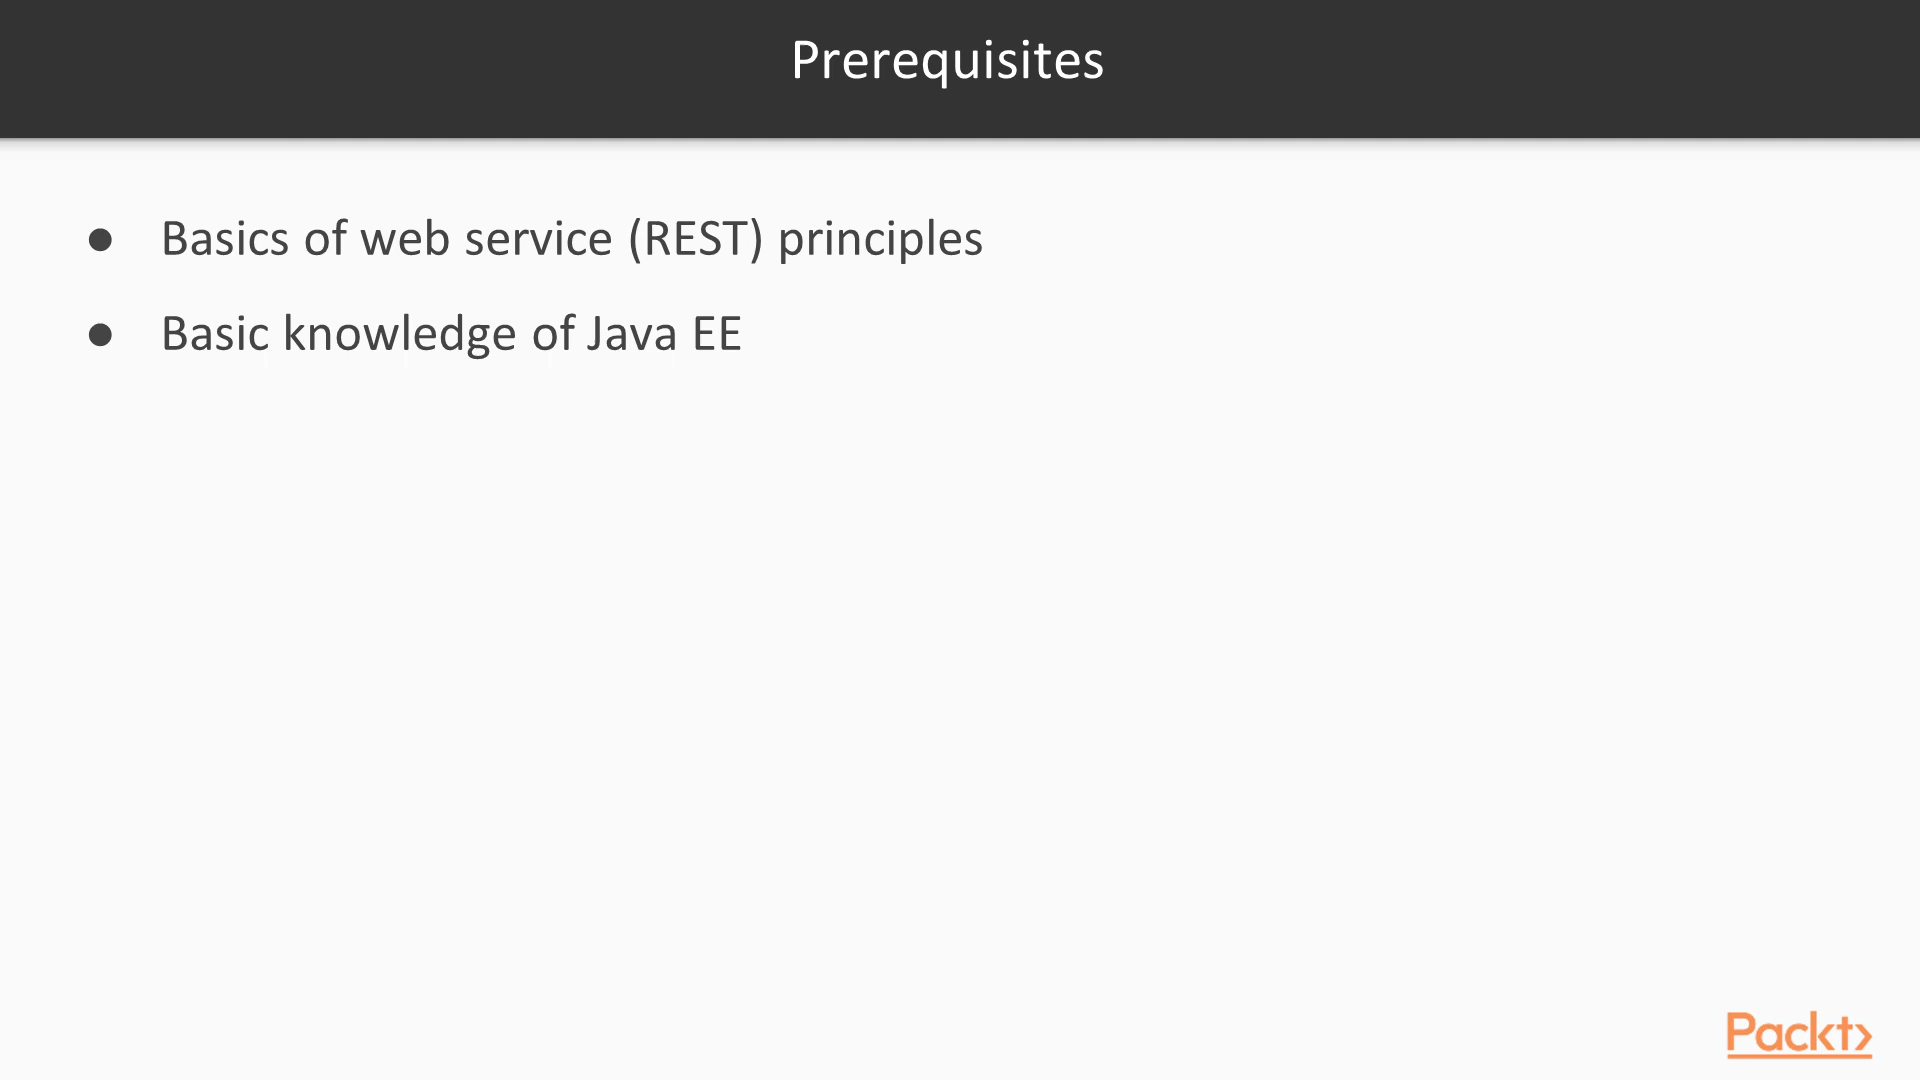 Prerequisites
● Basics of web service (REST) principles
● Basic knowledge of Java EE
Packt>